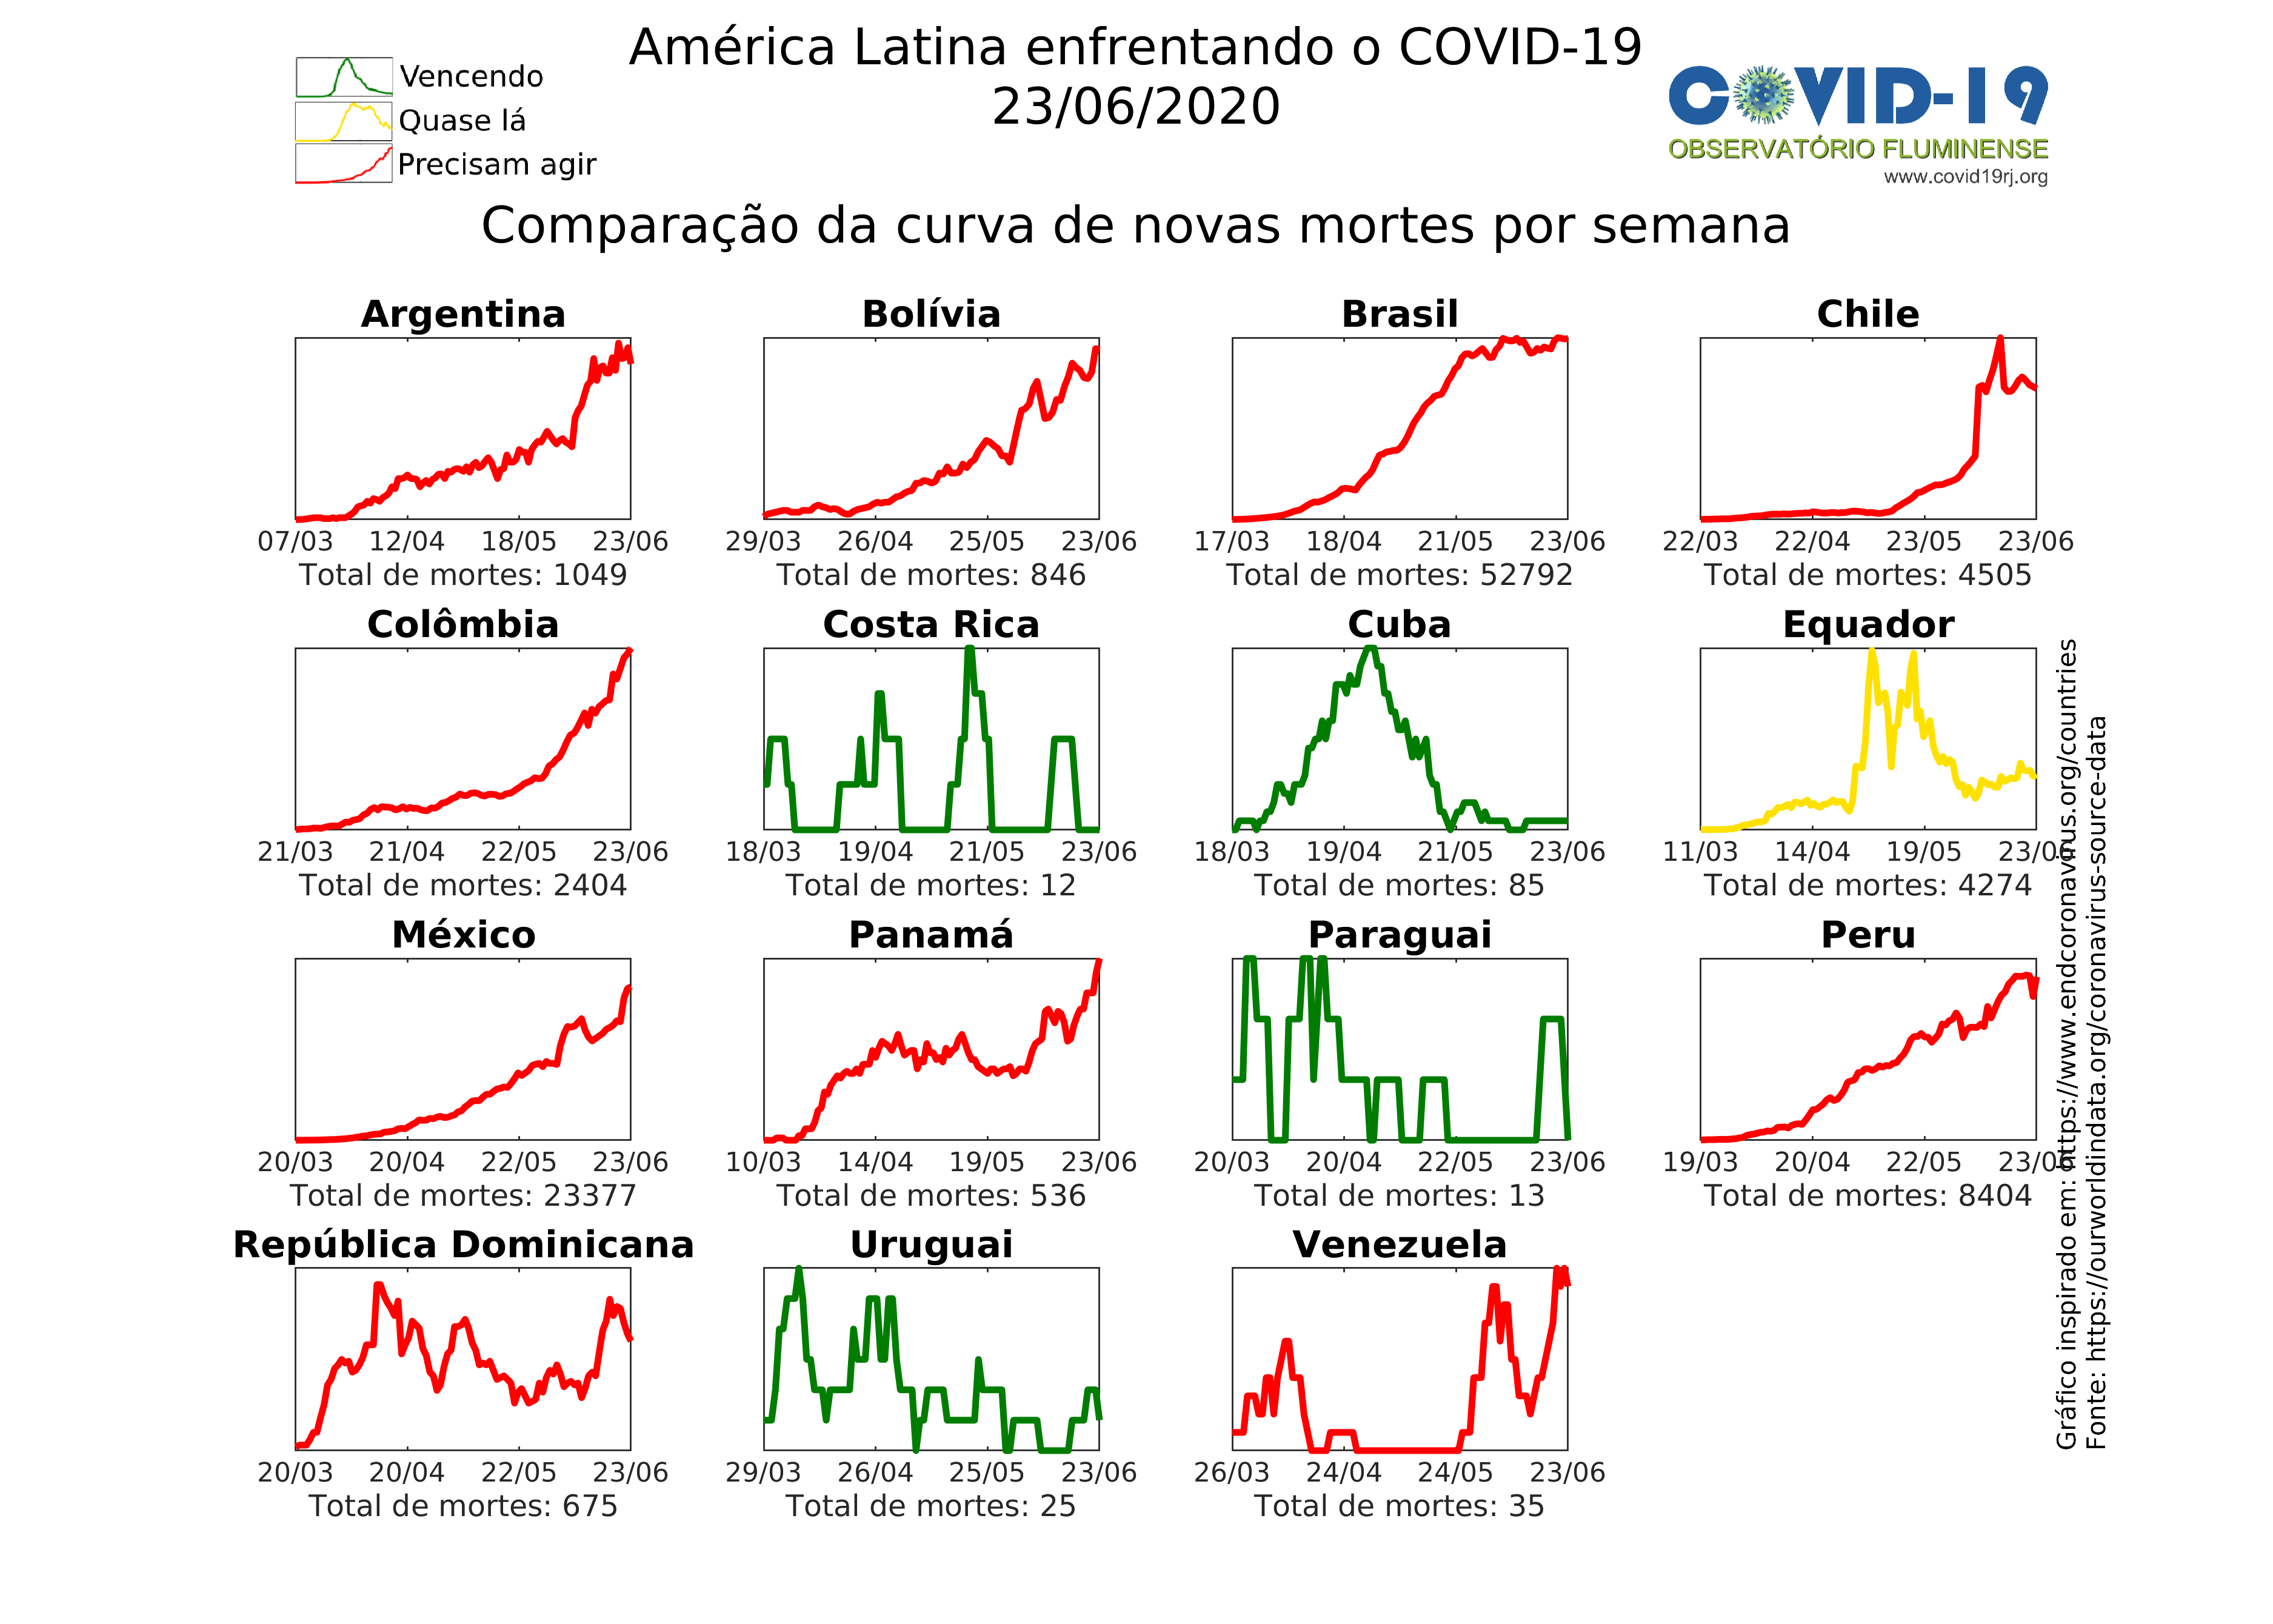 América Latina enfrentando o COVID-19
23/06/2020
Vencendo
Quase lá
Precisam agir
COVID-19
OBSERVATÓRIO FLUMINENSE
www.covid19rj.org
Comparação da curva de novas mortes por semana
Argentina
07/03 12/04 18/05 23/06
Total de mortes: 1049
Bolívia
29/03 26/04 25/05 23/06
Total de mortes: 846
Brasil
17/03 18/04 21/05 23/06
Total de mortes: 52792
Chile
22/03 22/04 23/05 23/06
Total de mortes: 4505
Colômbia
21/03 21/04 22/05 23/06
Total de mortes: 2404
Costa Rica
18/03 19/04 21/05 23/06
Total de mortes: 12
Cuba
18/03 19/04 21/05 23/06
Total de mortes: 85
Equador
11/03 14/04 19/05 23/06
Total de mortes: 4274
México
20/03 20/04 22/05 23/06
Total de mortes: 23377
Panamá
10/03 14/04 19/05 23/06
Total de mortes: 536
Paraguai
20/03 20/04 22/05 23/06
Total de mortes: 13
Peru
19/03 20/04 22/05 23/06
Total de mortes: 8404
República Dominicana
20/03 20/04 22/05 23/06
Total de mortes: 675
Uruguai
29/03 26/04 25/05 23/06
Total de mortes: 25
Venezuela
26/03 24/04 24/05 23/06
Total de mortes: 35
Gráfico inspirado em: https://www.endcoronavirus.org/countries
Fonte: https://ourworldindata.org/coronavirus-source-data